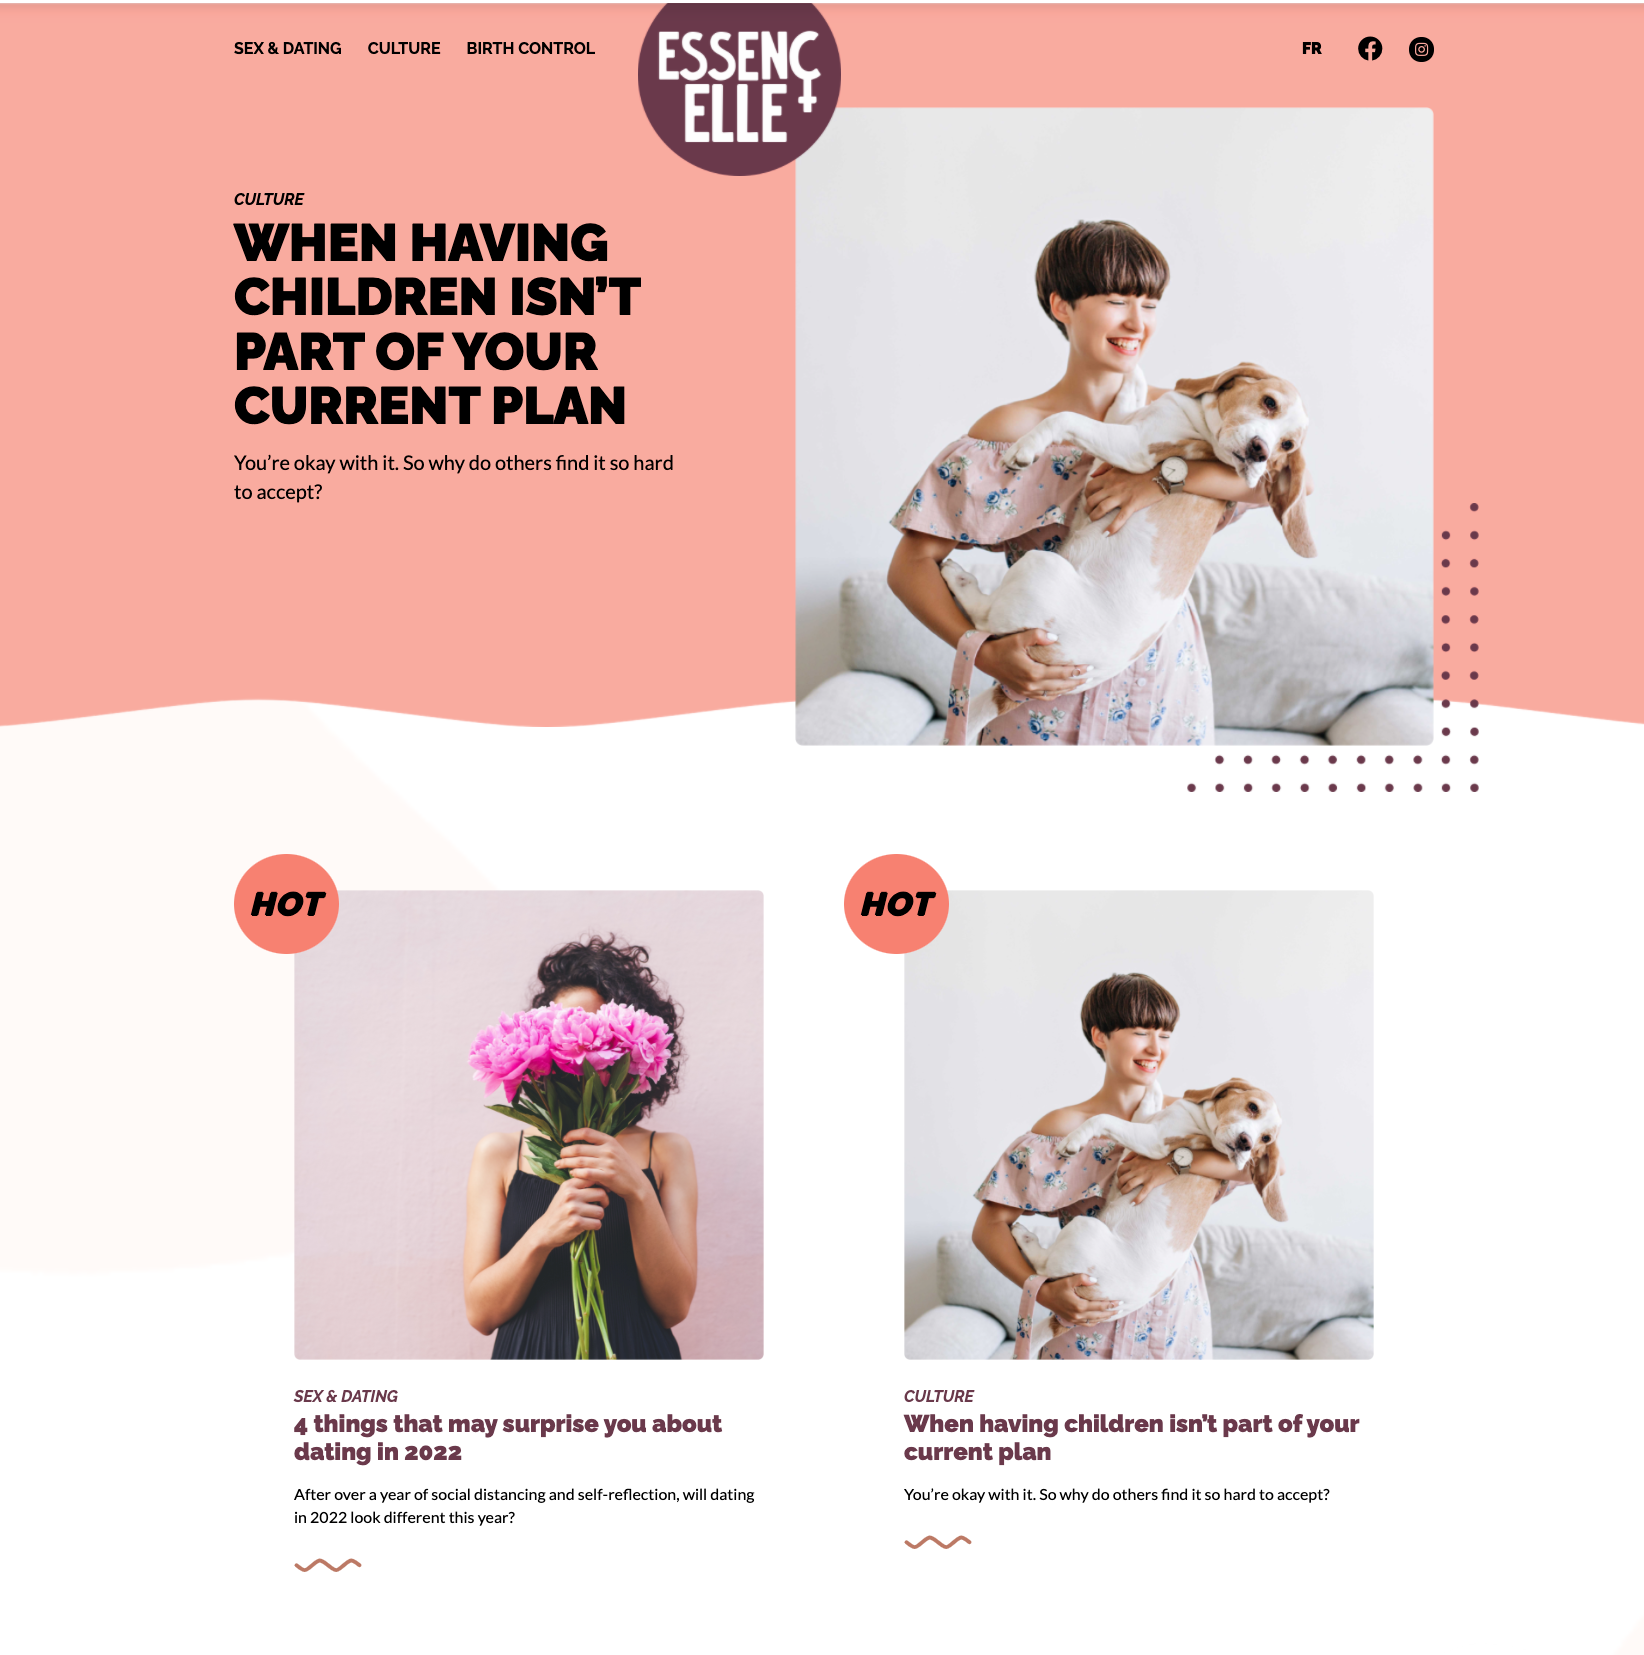 SEX & DATING
CULTURE
BIRTH CONTROL
ESSENC
ELLE
FR
CULTURE
WHEN HAVING
CHILDREN ISN’T
PART OF YOUR
CURRENT PLAN
You’re okay with it. So why do others find it so hard
to accept?
HOT
SEX & DATING
4 things that may surprise you about
dating in 2022
After over a year of social distancing and self-reflection, will dating
in 2022 look different this year?
HOT
CULTURE
When having children isn’t part of your
current plan
You’re okay with it. So why do others find it so hard to accept?